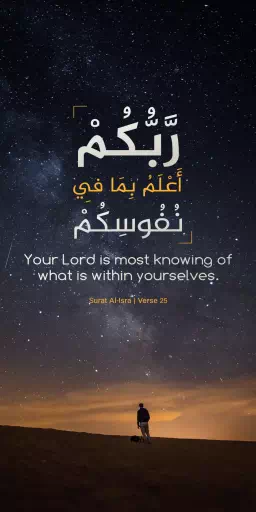 رَّبُّكُمْ
أَعْلَمُ بِمَا فِي
نُفُوسِكُمْ
Your Lord is most knowing of
what is within yourselves.
Surat Al-Isra | Verse 25